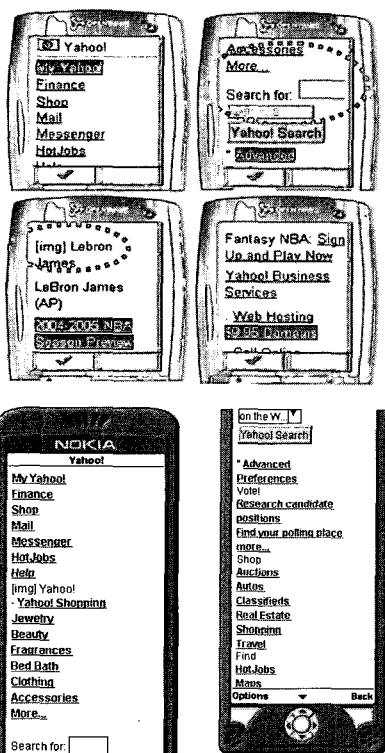 Yahoo!
My Yahoo!
Finance
Shop
Mail
Messenger
HotJobs
Accessories
More...
Search for:
Yahoo! Search
* Advanced
[img] Lebron
James
LeBron James
(AP)
2004-2005 NBA
Season Preview
Fantasy NBA: Sign
Up and Play Now
Yahoo! Business
Services
. Web Hosting
$9.95 Domains
NOKIA
Yahoo!
My Yahoo!
Finance
Shop
Mail
Messenger
HotJobs
Help
[img] Yahoo!
- Yahoo! Shopping
Jewelry
Beauty
Fragrances
Bed Bath
Clothing
Accessories
More...
Search for:
on the W...
Yahoo! Search
* Advanced
Preferences
Vote!
Research candidate
positions
Find your polling place
more...
Shop
Auctions
Autos
Classifieds
Real Estate
Shopping
Travel
Find
HotJobs
Maps
Options Back